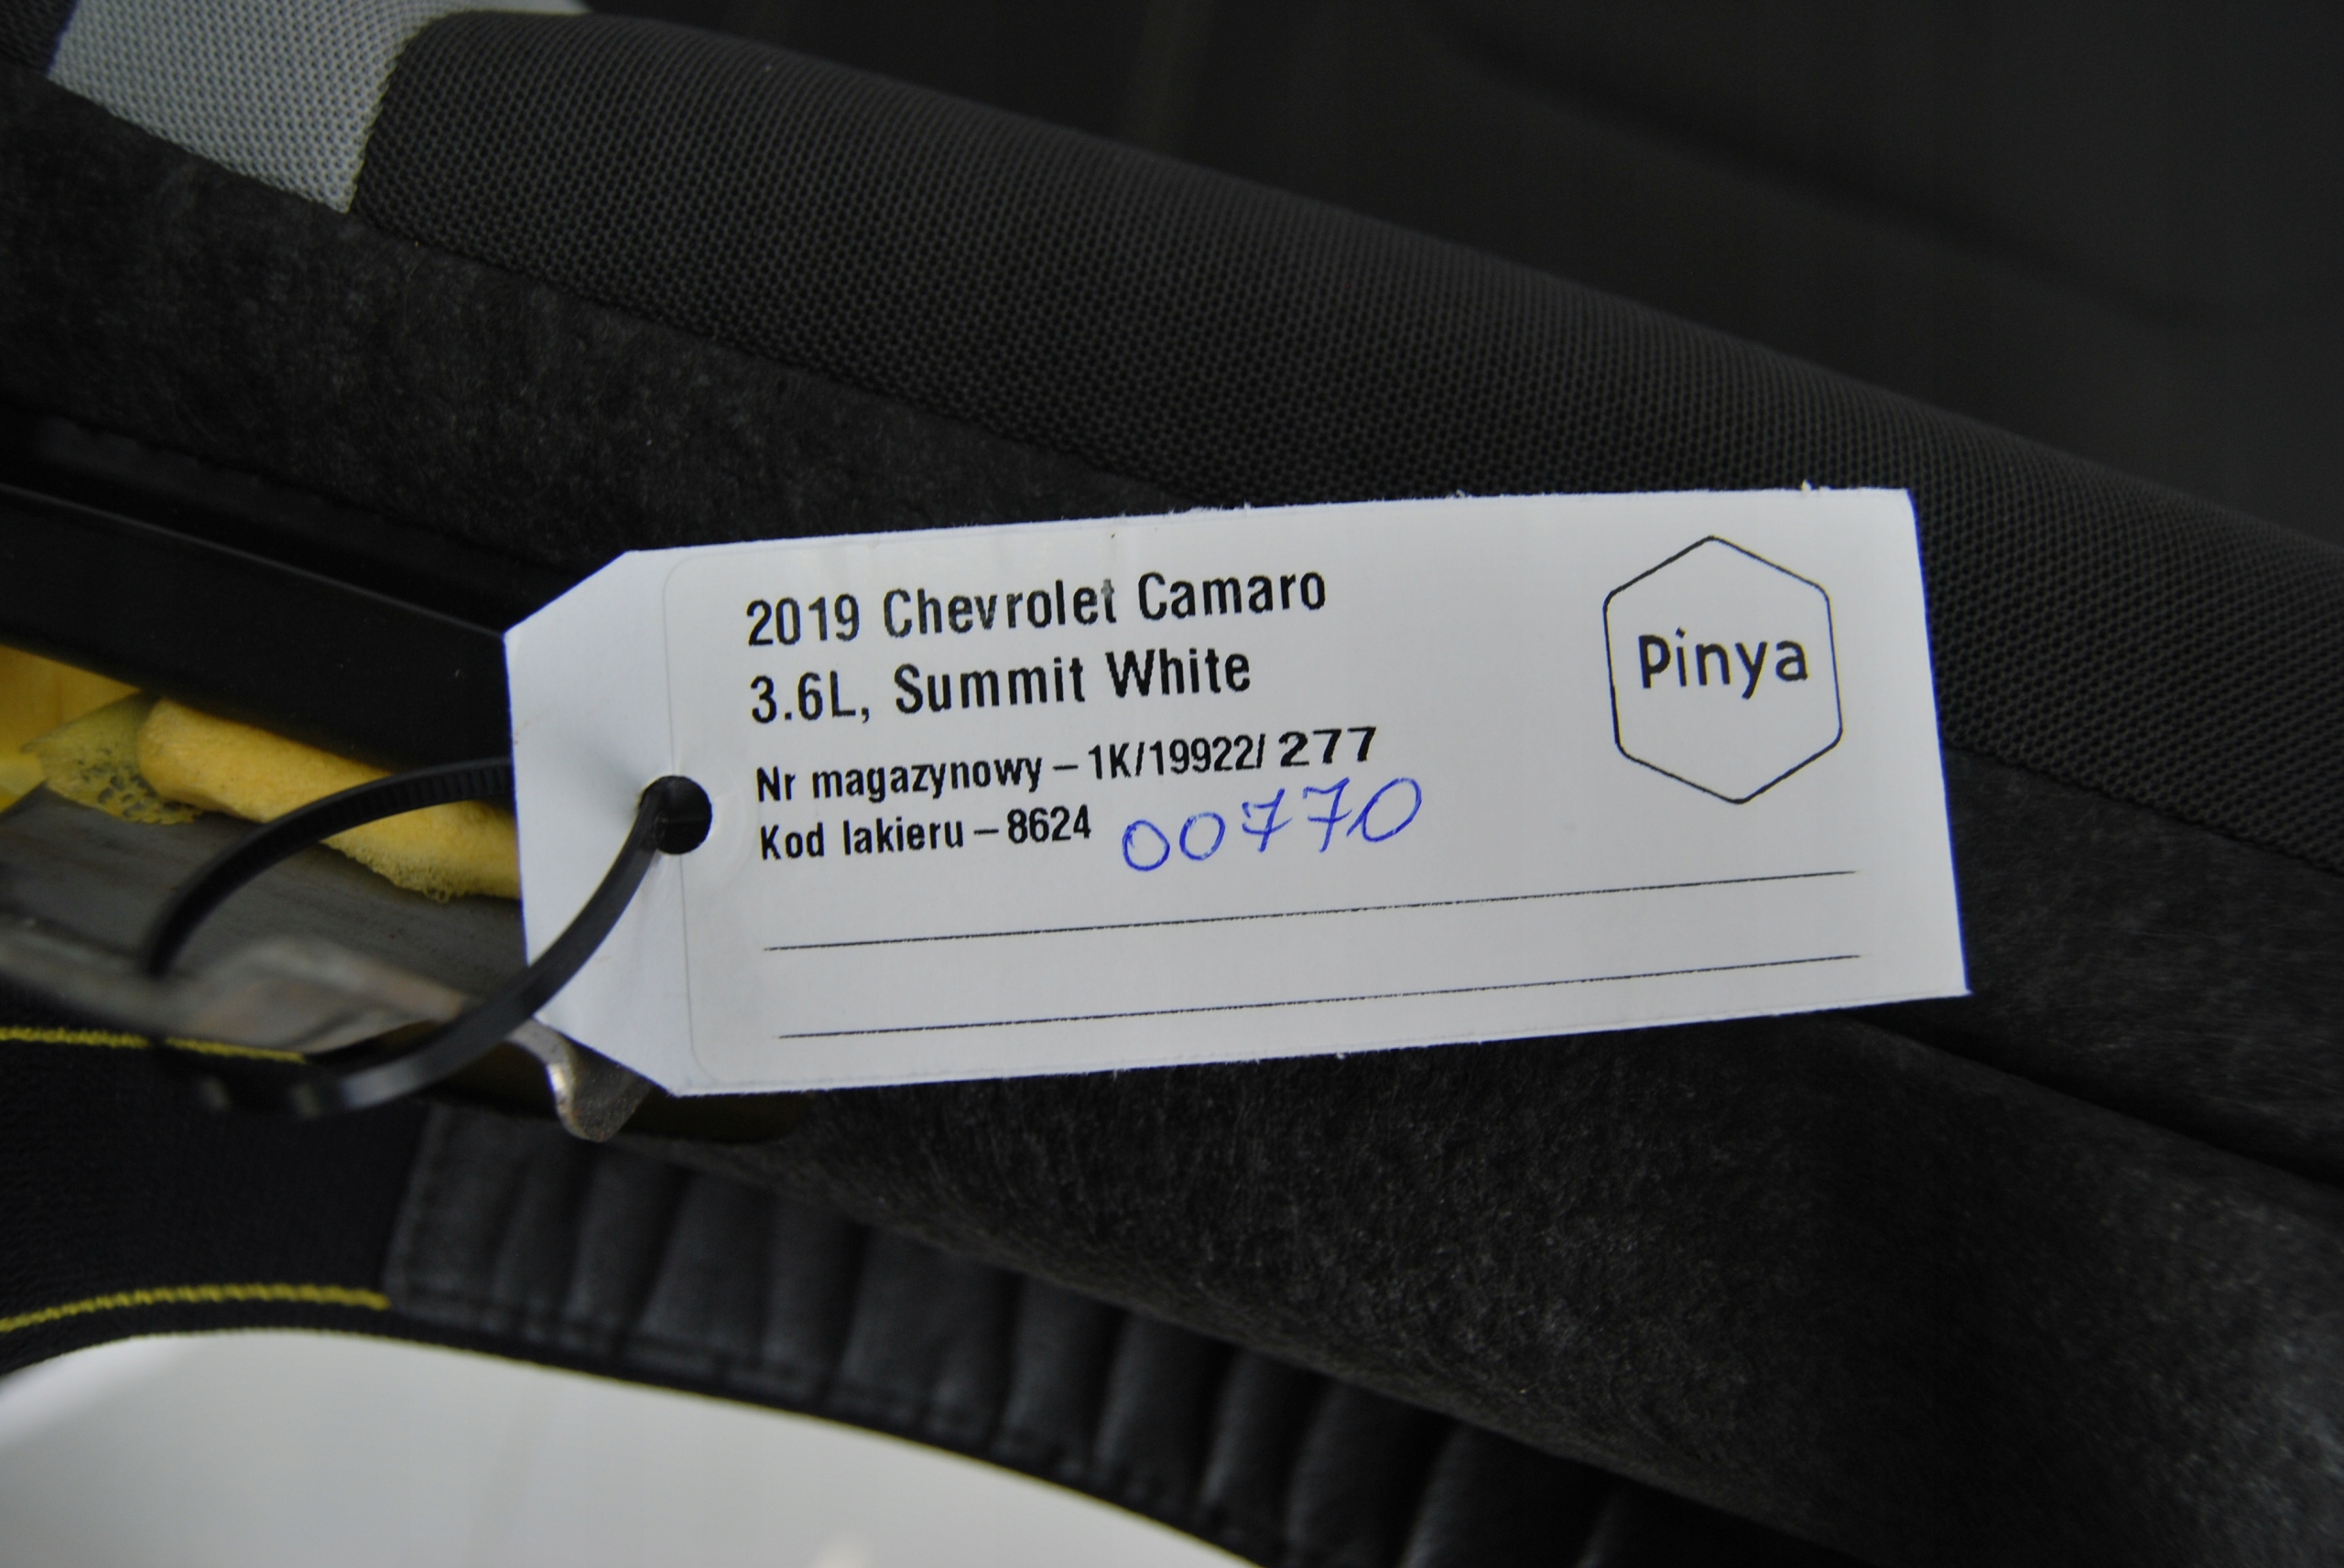 2019 Chevrolet Camaro
3.6L, Summit White
Nr magazynowy – 1K/19922/ 277
Kod lakieru – 8624 00770
Pinya